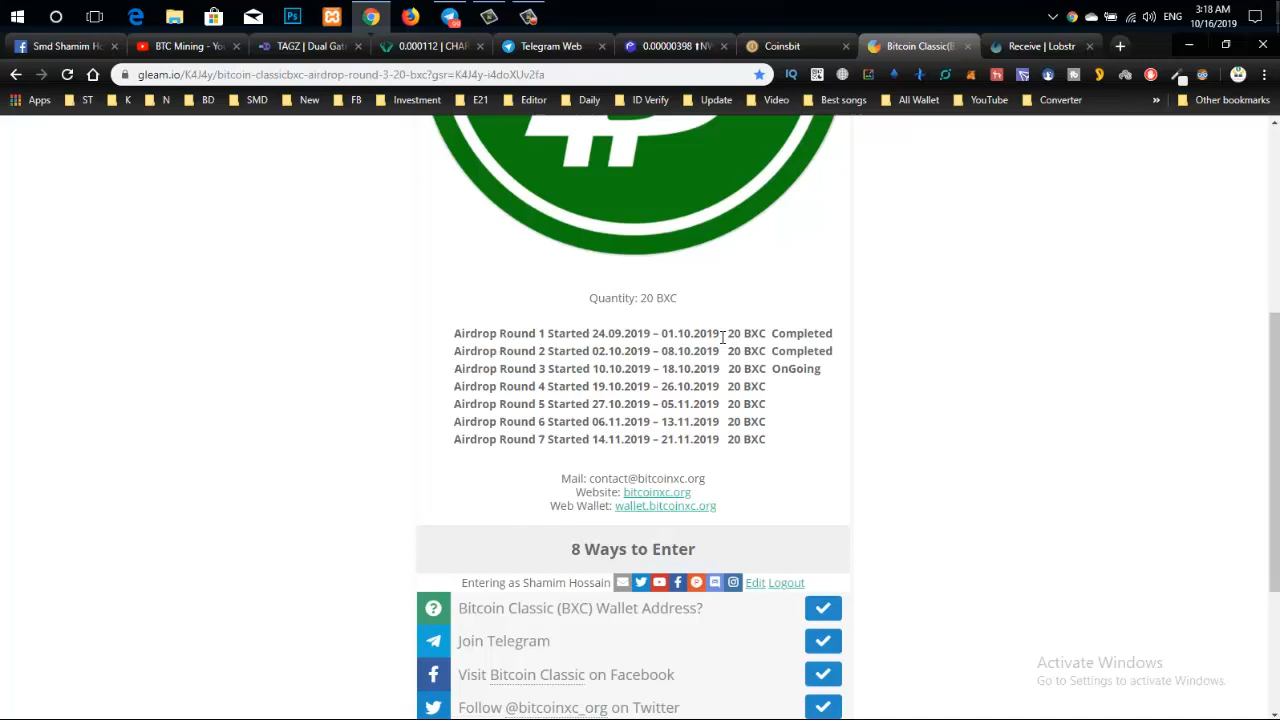 3:18 AM
ENG
10/16/2019
Smd Shamim H
BTC Mining - Yo
TAGZ | Dual Gat
0.000112 | CHA
Telegram Web
0.00000398 ⬆NV
Coinsbit
Bitcoin Classic(B
Receive | Lobstr
gleam.io/K4J4y/bitcoin-classicbxc-airdrop-round-3-20-bxc?gsr=K4J4y-i4doXUv2fa
Apps ST K N BD SMD New FB Investment E21 Editor Daily ID Verify Update Video Best songs All Wallet YouTube Converter » Other bookmarks
Quantity: 20 BXC
Airdrop Round 1 Started 24.09.2019 – 01.10.2019 20 BXC Completed
Airdrop Round 2 Started 02.10.2019 – 08.10.2019 20 BXC Completed
Airdrop Round 3 Started 10.10.2019 – 18.10.2019 20 BXC OnGoing
Airdrop Round 4 Started 19.10.2019 – 26.10.2019 20 BXC
Airdrop Round 5 Started 27.10.2019 – 05.11.2019 20 BXC
Airdrop Round 6 Started 06.11.2019 – 13.11.2019 20 BXC
Airdrop Round 7 Started 14.11.2019 – 21.11.2019 20 BXC
Mail: contact@bitcoinxc.org
Website: bitcoinxc.org
Web Wallet: wallet.bitcoinxc.org
8 Ways to Enter
Entering as Shamim Hossain Edit Logout
Bitcoin Classic (BXC) Wallet Address?
Join Telegram
Visit Bitcoin Classic on Facebook
Follow @bitcoinxc_org on Twitter
Activate Windows
Go to Settings to activate Windows.